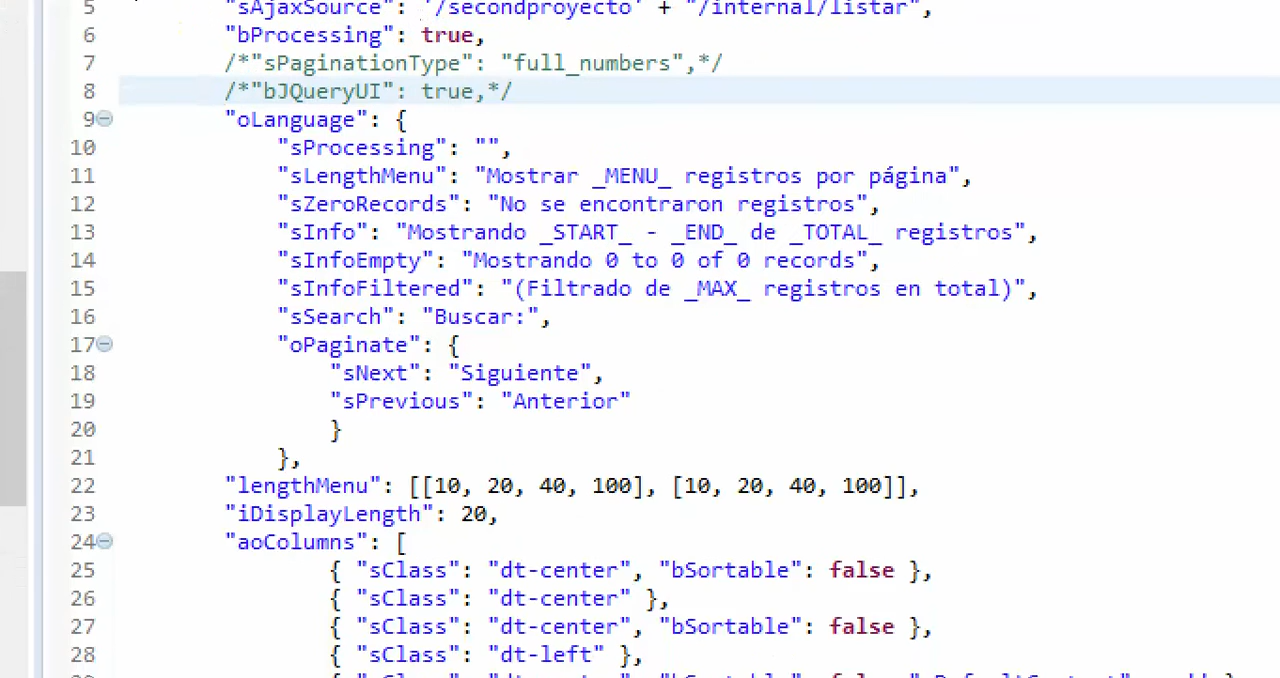 5 "sAjaxSource": '/secondproyecto' + "/internal/listar",
6 "bProcessing": true,
7 /*"sPaginationType": "full_numbers",*/
8 /*"bJQueryUI": true,*/
9 "oLanguage": {
10 "sProcessing": "",
11 "sLengthMenu": "Mostrar _MENU_ registros por página",
12 "sZeroRecords": "No se encontraron registros",
13 "sInfo": "Mostrando _START_ - _END_ de _TOTAL_ registros",
14 "sInfoEmpty": "Mostrando 0 to 0 of 0 records",
15 "sInfoFiltered": "(Filtrado de _MAX_ registros en total)",
16 "sSearch": "Buscar:",
17 "oPaginate": {
18 "sNext": "Siguiente",
19 "sPrevious": "Anterior"
20 }
21 },
22 "lengthMenu": [[10, 20, 40, 100], [10, 20, 40, 100]],
23 "iDisplayLength": 20,
24 "aoColumns": [
25 { "sClass": "dt-center", "bSortable": false },
26 { "sClass": "dt-center" },
27 { "sClass": "dt-center", "bSortable": false },
28 { "sClass": "dt-left" },